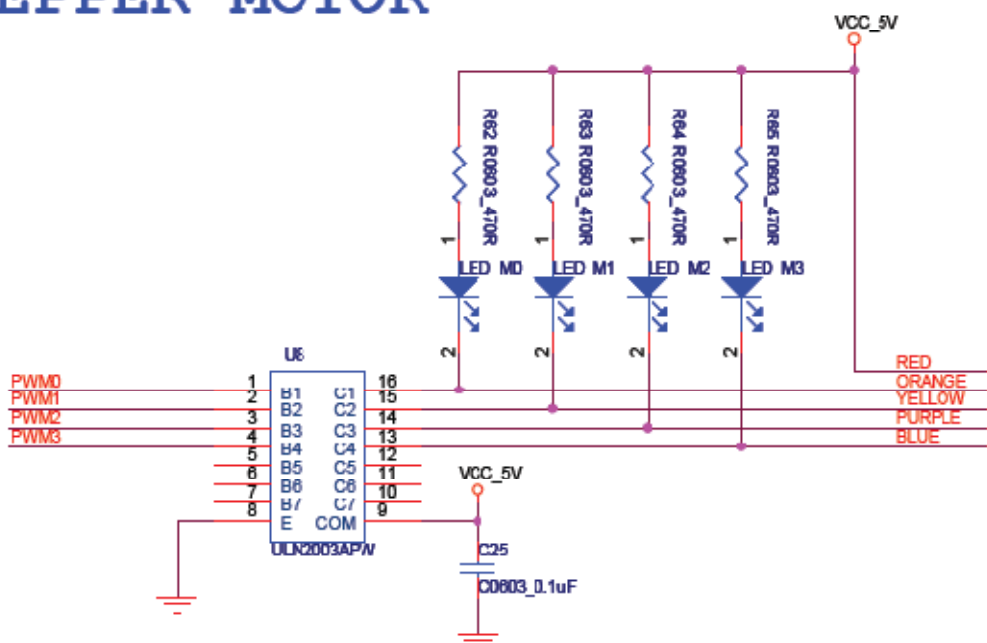 EPPER MOTOR
VCC_5V
R62 R0603_470R
R63 R0603_470R
R64 R0603_470R
R65 R0603_470R
1 1 1 1
LED M0 LED M1 LED M2 LED M3
2 2 2 2
U6
RED
PWM0 1 B1 C1 16 ORANGE
PWM1 2 B2 C2 15 YELLOW
PWM2 3 B3 C3 14 PURPLE
PWM3 4 B4 C4 13 BLUE
5 B5 C5 12
6 B6 C6 11
7 B7 C7 10
8 E COM 9
VCC_5V
ULN2003APW
C25
C0603_0.1uF